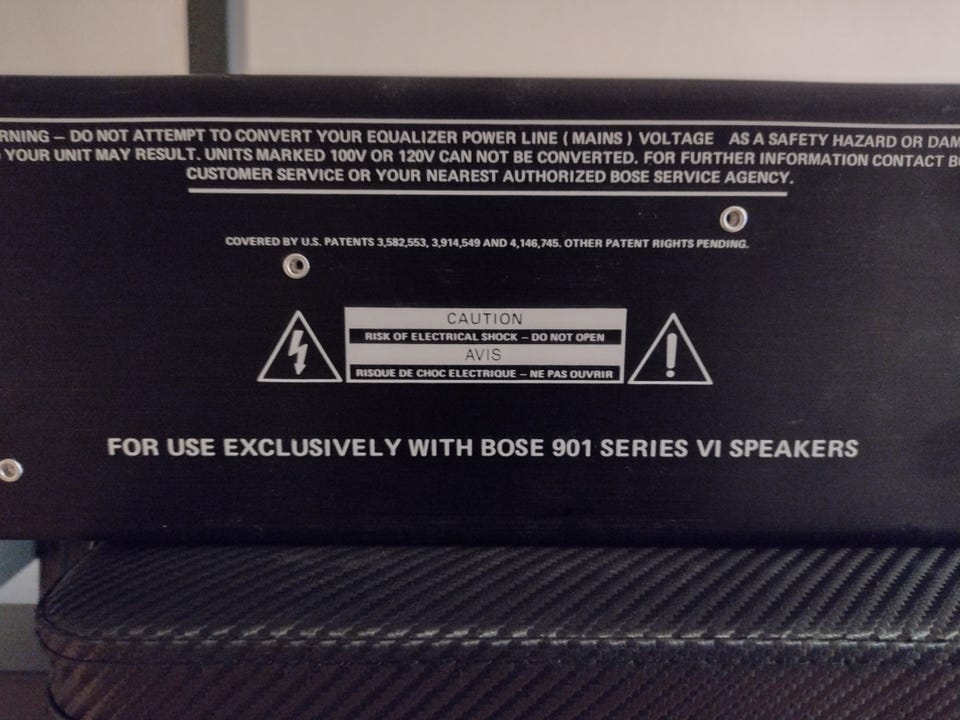 RNING – DO NOT ATTEMPT TO CONVERT YOUR EQUALIZER POWER LINE ( MAINS ) VOLTAGE AS A SAFETY HAZARD OR DAM
YOUR UNIT MAY RESULT. UNITS MARKED 100V OR 120V CAN NOT BE CONVERTED. FOR FURTHER INFORMATION CONTACT BO
CUSTOMER SERVICE OR YOUR NEAREST AUTHORIZED BOSE SERVICE AGENCY.
COVERED BY U.S. PATENTS 3,582,553, 3,914,549 AND 4,146,745. OTHER PATENT RIGHTS PENDING.
CAUTION
RISK OF ELECTRICAL SHOCK – DO NOT OPEN
AVIS
RISQUE DE CHOC ELECTRIQUE – NE PAS OUVRIR
FOR USE EXCLUSIVELY WITH BOSE 901 SERIES VI SPEAKERS